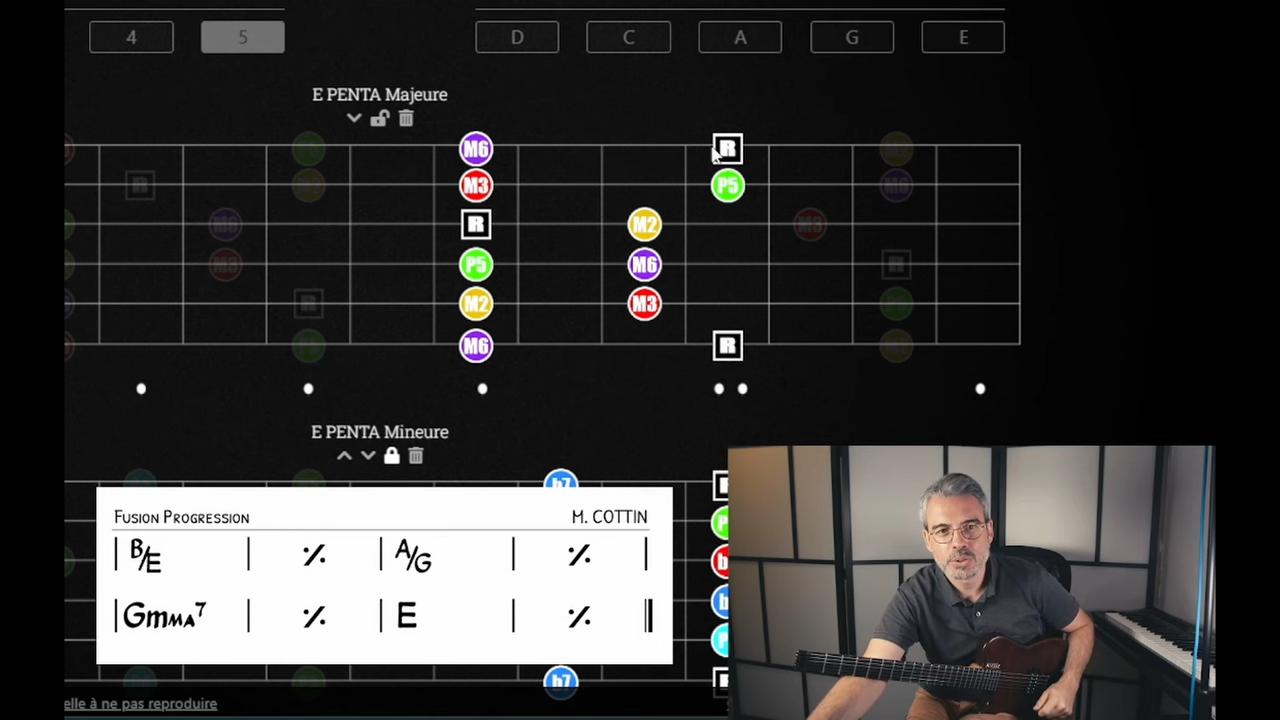 4 5 D C A G E
E PENTA Majeure
M6 R
M3 P5
R M2
P5 M6
M2 M3
M6 R
E PENTA Mineure
b7
FUSION PROGRESSION M. COTTIN
B/E ٪ A/G ٪
GmMA7 ٪ E ٪
b7
elle à ne pas reproduire